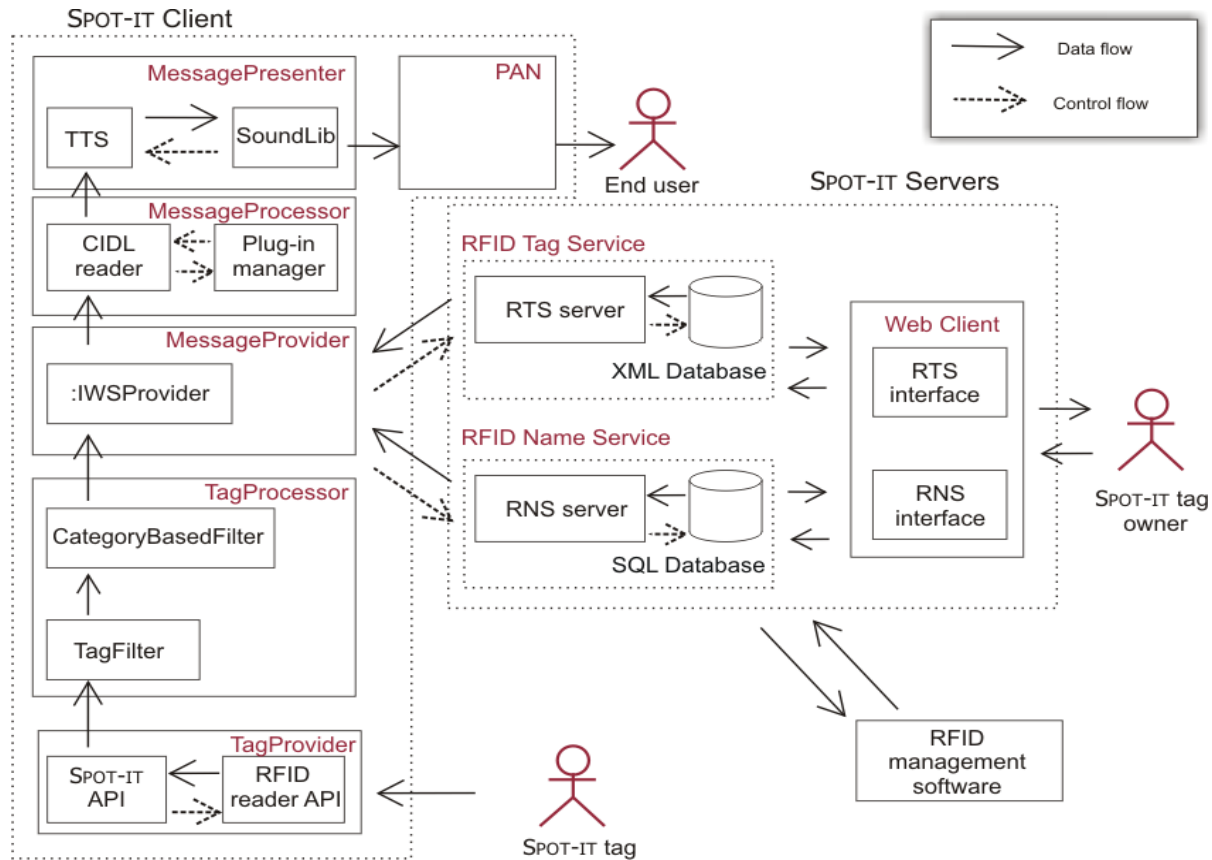 SPOT-IT Client
MessagePresenter
TTS
SoundLib
PAN
End user
Data flow
Control flow
MessageProcessor
CIDL
reader
Plug-in
manager
MessageProvider
:IWSProvider
TagProcessor
CategoryBasedFilter
TagFilter
TagProvider
SPOT-IT
API
RFID
reader API
SPOT-IT tag
SPOT-IT Servers
RFID Tag Service
RTS server
XML Database
RFID Name Service
RNS server
SQL Database
Web Client
RTS
interface
RNS
interface
SPOT-IT tag
owner
RFID
management
software